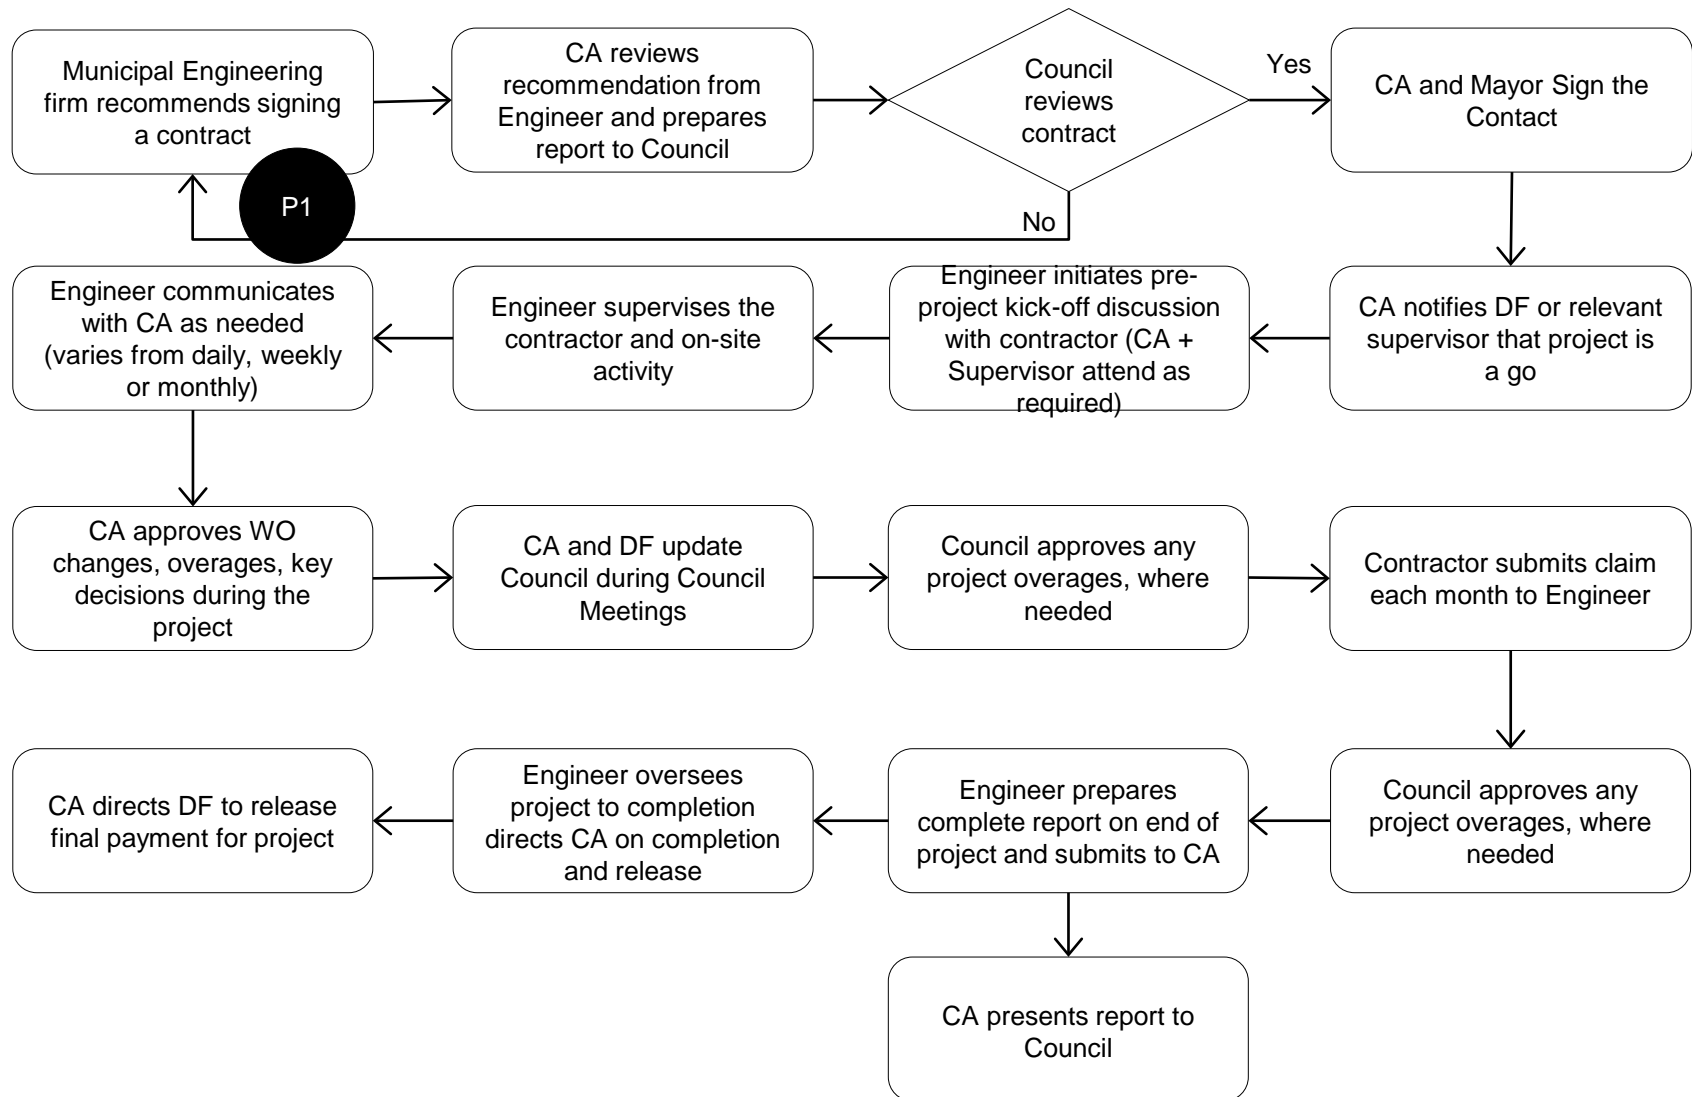 Municipal Engineering
firm recommends signing
a contract
CA reviews
recommendation from
Engineer and prepares
report to Council
Council
reviews
contract
Yes
CA and Mayor Sign the
Contact
P1
No
CA notifies DF or relevant
supervisor that project is
a go
Engineer initiates pre-
project kick-off discussion
with contractor (CA +
Supervisor attend as
required)
Engineer supervises the
contractor and on-site
activity
Engineer communicates
with CA as needed
(varies from daily, weekly
or monthly)
CA approves WO
changes, overages, key
decisions during the
project
CA and DF update
Council during Council
Meetings
Council approves any
project overages, where
needed
Contractor submits claim
each month to Engineer
Council approves any
project overages, where
needed
Engineer prepares
complete report on end of
project and submits to CA
Engineer oversees
project to completion
directs CA on completion
and release
CA directs DF to release
final payment for project
CA presents report to
Council